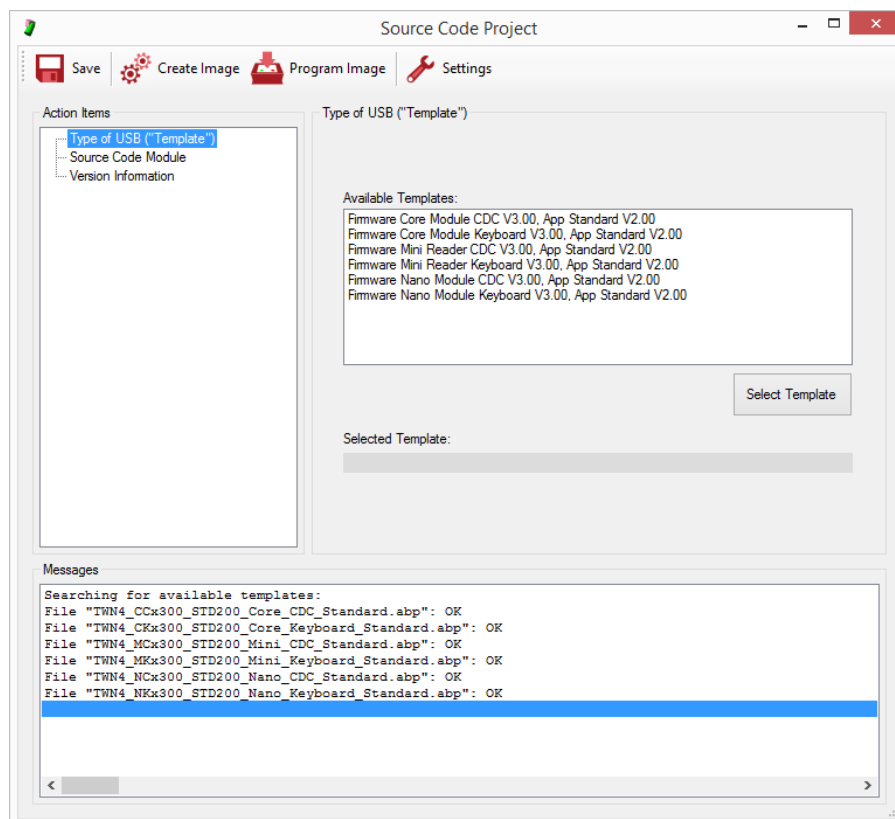 Source Code Project
Save Create Image Program Image Settings
Action Items
Type of USB ("Template")
Source Code Module
Version Information
Type of USB ("Template")
Available Templates:
Firmware Core Module CDC V3.00, App Standard V2.00
Firmware Core Module Keyboard V3.00, App Standard V2.00
Firmware Mini Reader CDC V3.00, App Standard V2.00
Firmware Mini Reader Keyboard V3.00, App Standard V2.00
Firmware Nano Module CDC V3.00, App Standard V2.00
Firmware Nano Module Keyboard V3.00, App Standard V2.00
Select Template
Selected Template:
Messages
Searching for available templates:
File "TWN4_CCx300_STD200_Core_CDC_Standard.abp": OK
File "TWN4_CKx300_STD200_Core_Keyboard_Standard.abp": OK
File "TWN4_MCx300_STD200_Mini_CDC_Standard.abp": OK
File "TWN4_MKx300_STD200_Mini_Keyboard_Standard.abp": OK
File "TWN4_NCx300_STD200_Nano_CDC_Standard.abp": OK
File "TWN4_NKx300_STD200_Nano_Keyboard_Standard.abp": OK